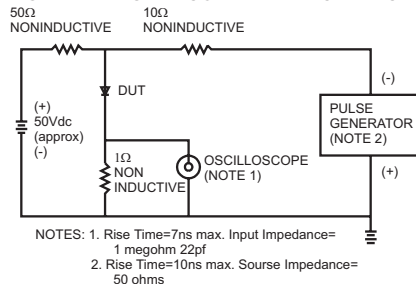 50Ω
NONINDUCTIVE
10Ω
NONINDUCTIVE
DUT
(+)
50Vdc
(approx)
(-)
1Ω
NON
INDUCTIVE
OSCILLOSCOPE
(NOTE 1)
(-)
PULSE
GENERATOR
(NOTE 2)
(+)
NOTES: 1. Rise Time=7ns max. Input Impedance=
1 megohm 22pf
2. Rise Time=10ns max. Sourse Impedance=
50 ohms